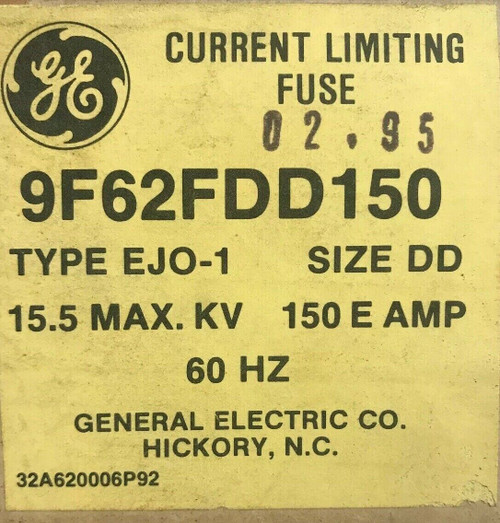 GE
CURRENT LIMITING
FUSE
02.95
9F62FDD150
TYPE EJO-1 SIZE DD
15.5 MAX. KV 150 E AMP
60 HZ
GENERAL ELECTRIC CO.
HICKORY, N.C.
32A620006P92